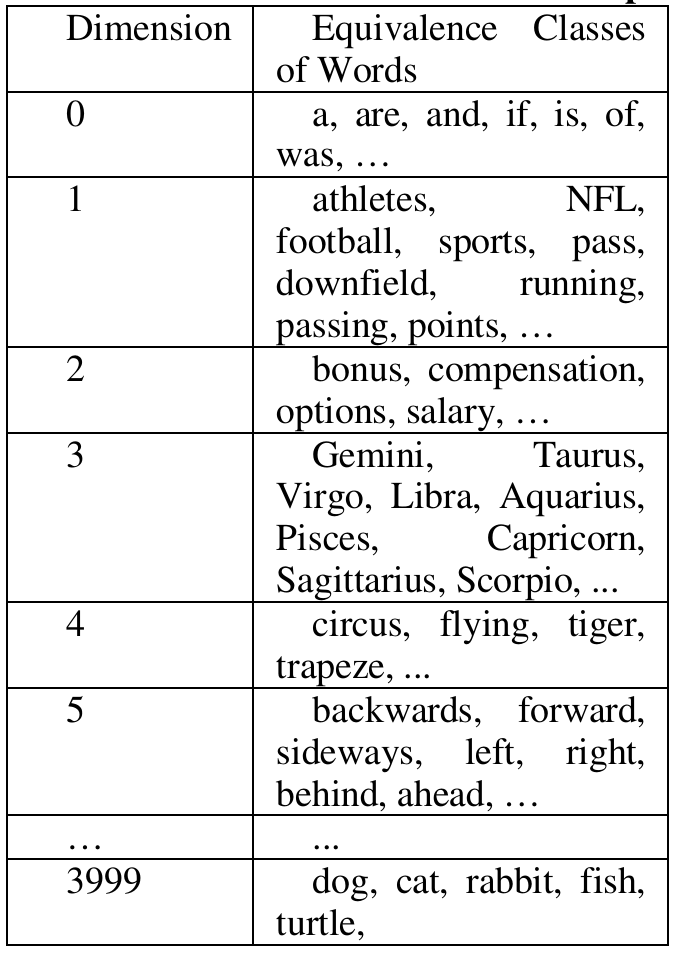 Dimension Equivalence Classes
of Words
0 a, are, and, if, is, of,
was, …
1 athletes, NFL,
football, sports, pass,
downfield, running,
passing, points, …
2 bonus, compensation,
options, salary, …
3 Gemini, Taurus,
Virgo, Libra, Aquarius,
Pisces, Capricorn,
Sagittarius, Scorpio, ...
4 circus, flying, tiger,
trapeze, ...
5 backwards, forward,
sideways, left, right,
behind, ahead, …
… ...
3999 dog, cat, rabbit, fish,
turtle,